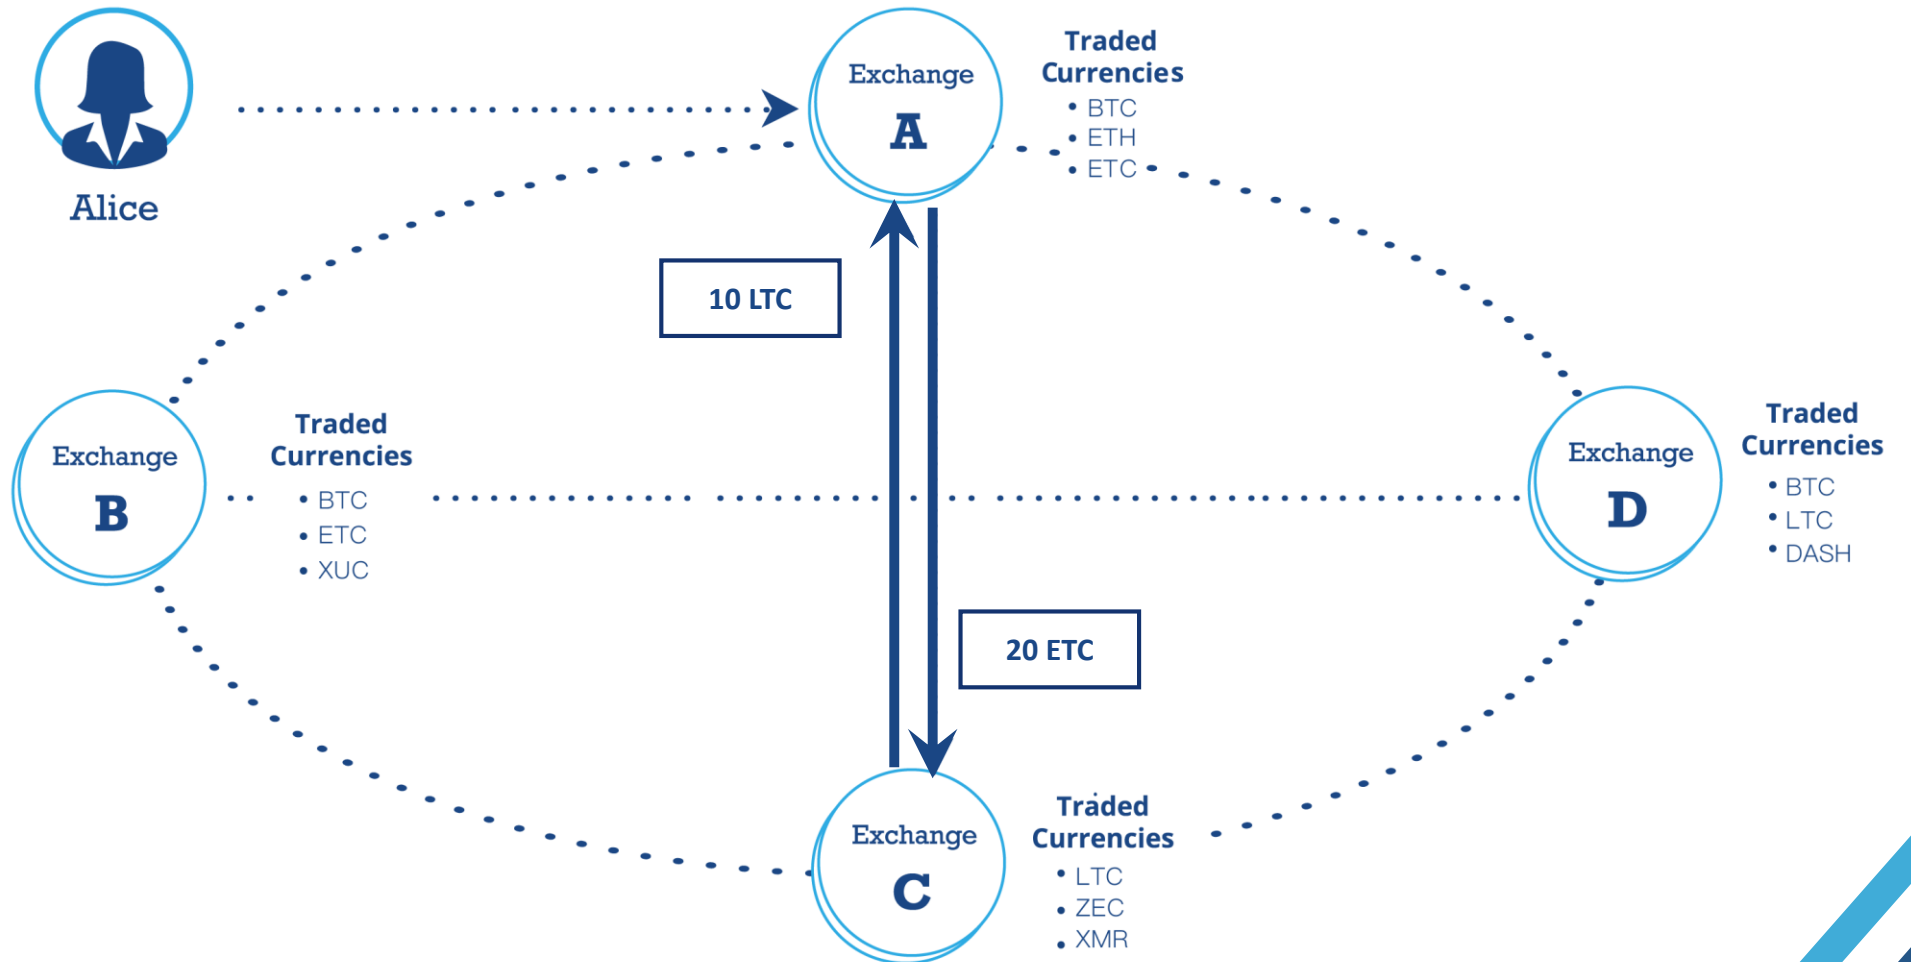 Alice
Exchange
A
Traded
Currencies
• BTC
• ETH
• ETC
10 LTC
Exchange
B
Traded
Currencies
• BTC
• ETC
• XUC
Exchange
D
Traded
Currencies
• BTC
• LTC
• DASH
20 ETC
Exchange
C
Traded
Currencies
• LTC
• ZEC
• XMR